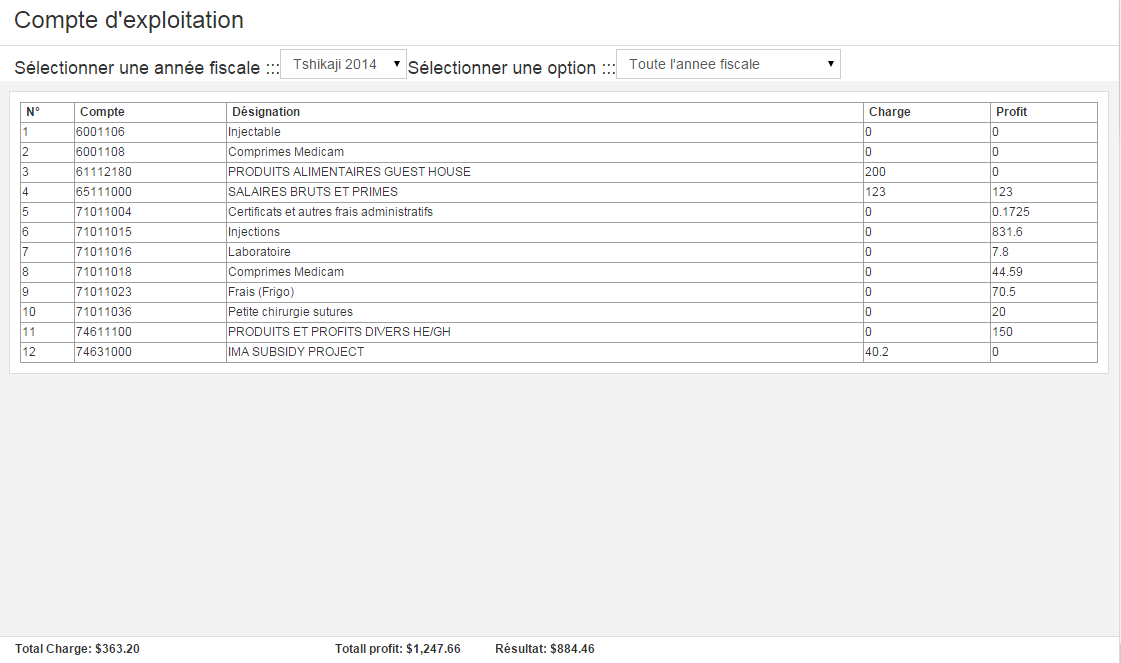 Compte d'exploitation
Sélectionner une année fiscale ::: Tshikaji 2014 Sélectionner une option ::: Toute l'annee fiscale
N° Compte Désignation Charge Profit
1 6001106 Injectable 0 0
2 6001108 Comprimes Medicam 0 0
3 61112180 PRODUITS ALIMENTAIRES GUEST HOUSE 200 0
4 65111000 SALAIRES BRUTS ET PRIMES 123 123
5 71011004 Certificats et autres frais administratifs 0 0.1725
6 71011015 Injections 0 831.6
7 71011016 Laboratoire 0 7.8
8 71011018 Comprimes Medicam 0 44.59
9 71011023 Frais (Frigo) 0 70.5
10 71011036 Petite chirurgie sutures 0 20
11 74611100 PRODUITS ET PROFITS DIVERS HE/GH 0 150
12 74631000 IMA SUBSIDY PROJECT 40.2 0
Total Charge: $363.20 Totall profit: $1,247.66 Résultat: $884.46